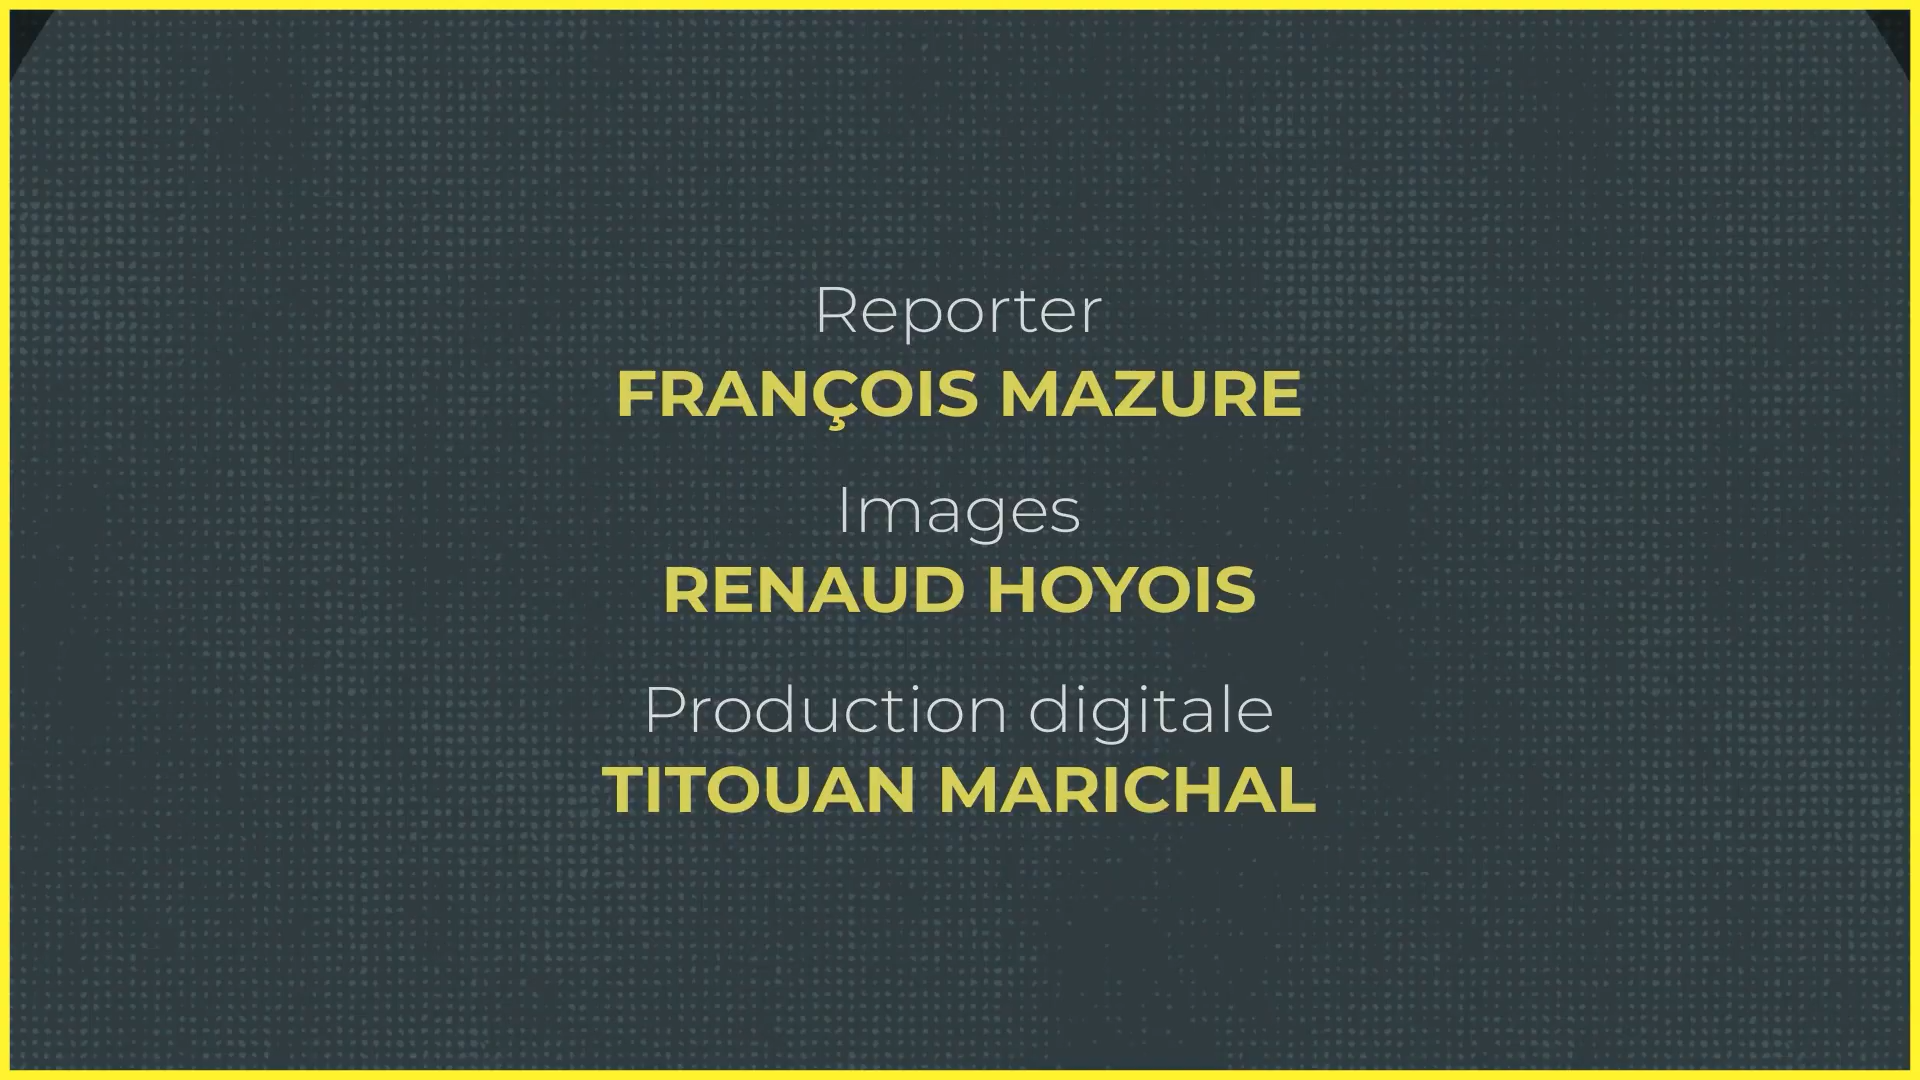 Reporter
FRANÇOIS MAZURE
Images
RENAUD HOYOIS
Production digitale
TITOUAN MARICHAL